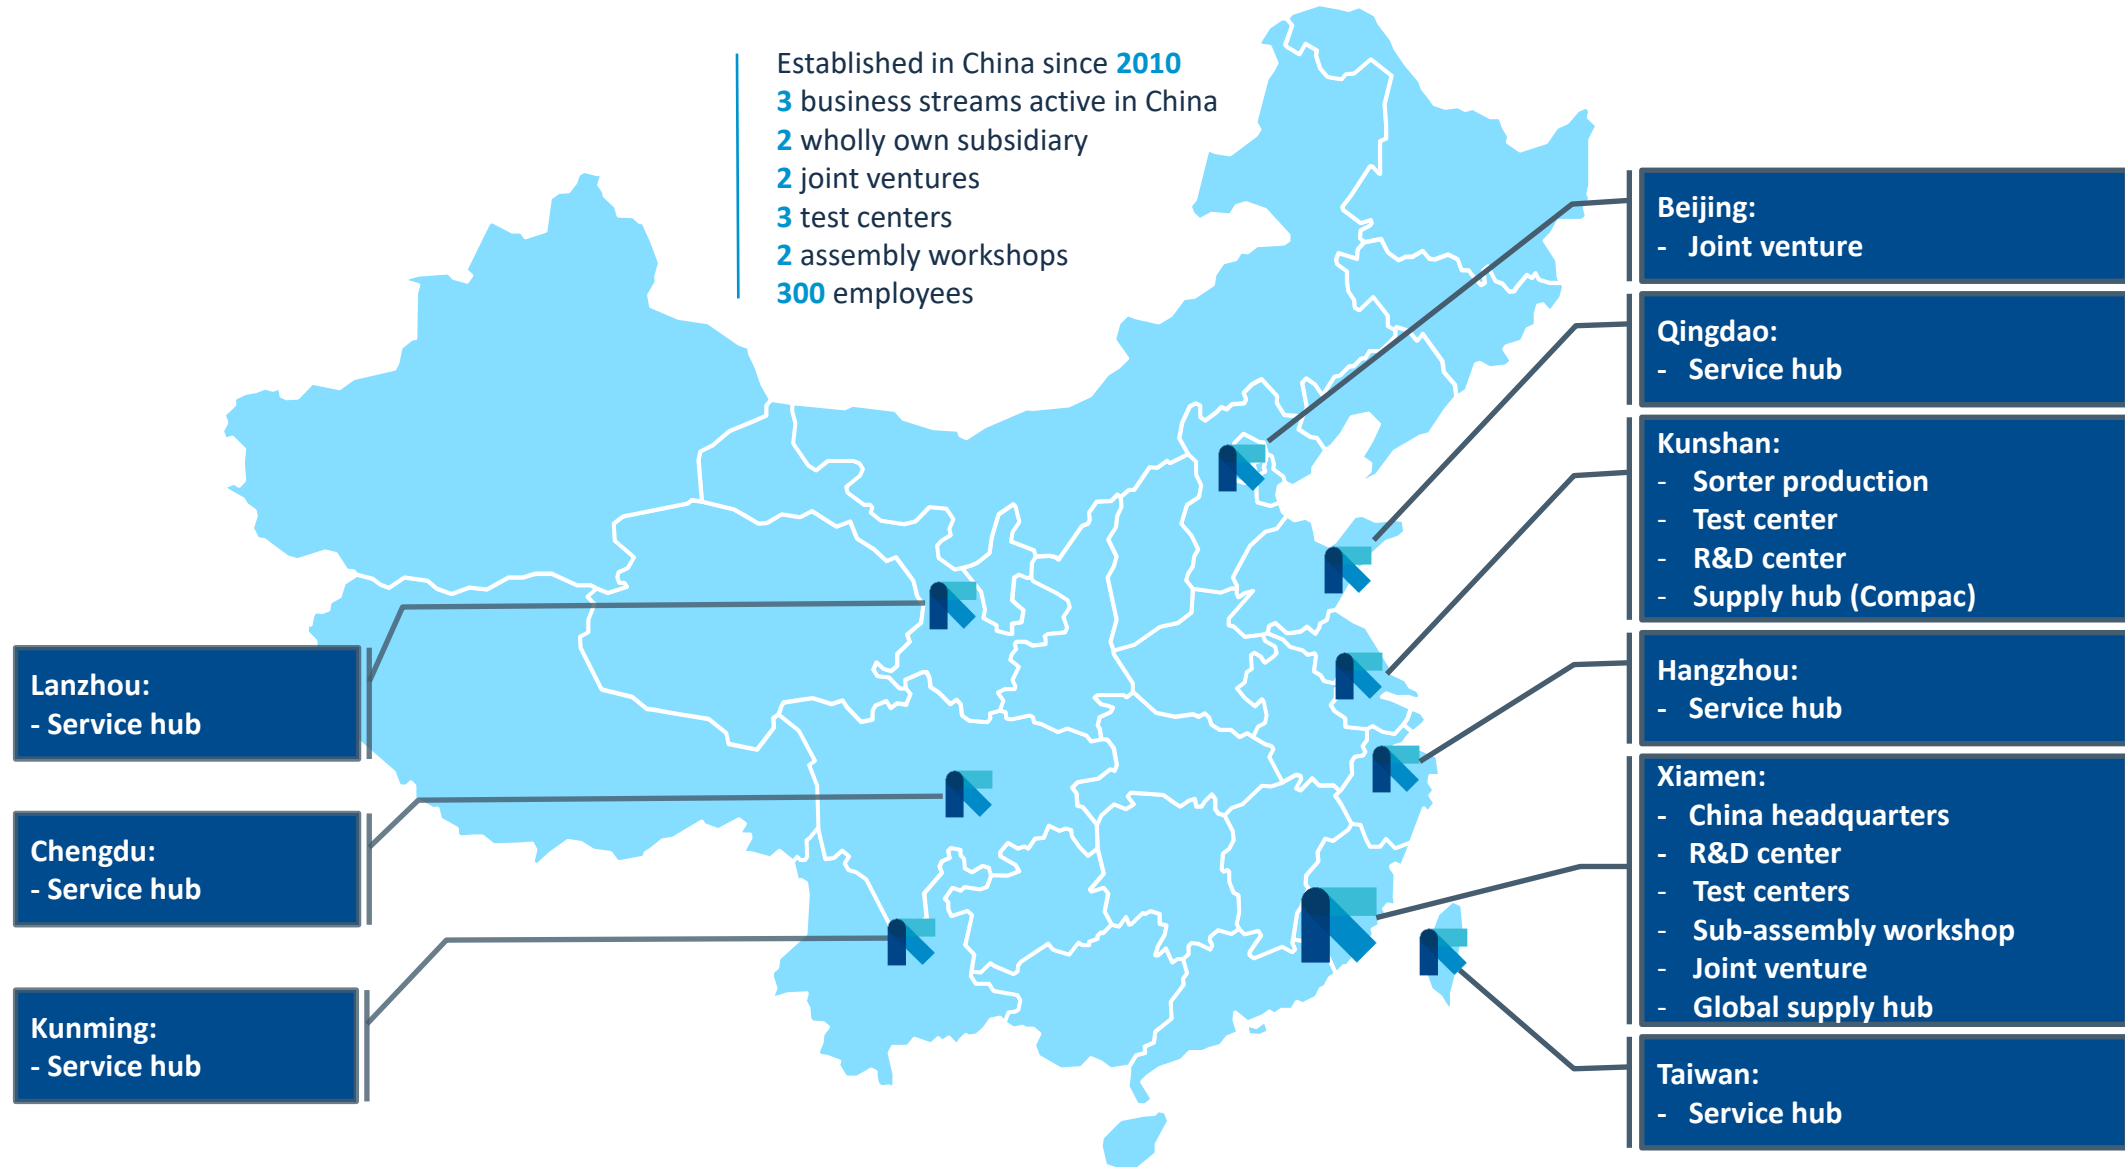 Established in China since 2010
3 business streams active in China
2 wholly own subsidiary
2 joint ventures
3 test centers
2 assembly workshops
300 employees
Beijing:
- Joint venture
Qingdao:
- Service hub
Kunshan:
- Sorter production
- Test center
- R&D center
- Supply hub (Compac)
Hangzhou:
- Service hub
Xiamen:
- China headquarters
- R&D center
- Test centers
- Sub-assembly workshop
- Joint venture
- Global supply hub
Taiwan:
- Service hub
Lanzhou:
- Service hub
Chengdu:
- Service hub
Kunming:
- Service hub